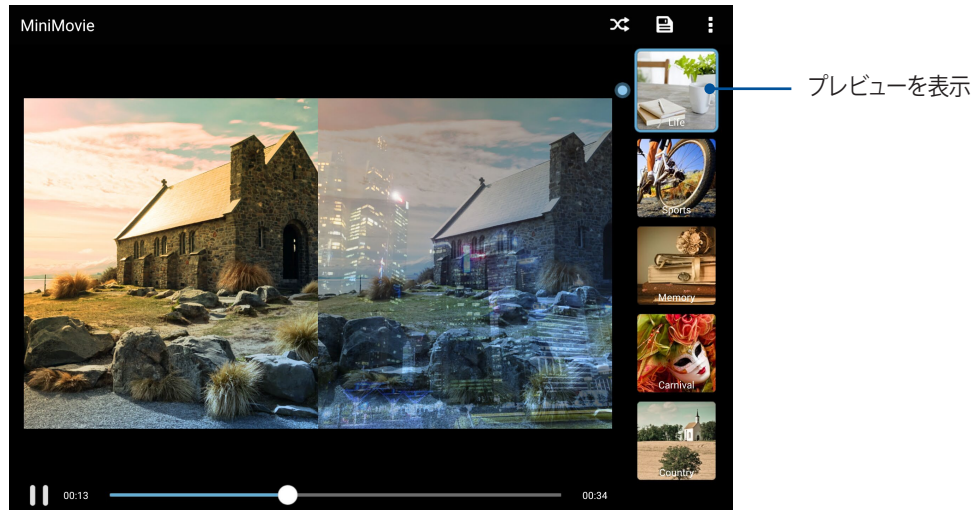 MiniMovie
プレビューを表示
Life
Sports
Memory
Carnival
Country
00:13
00:34